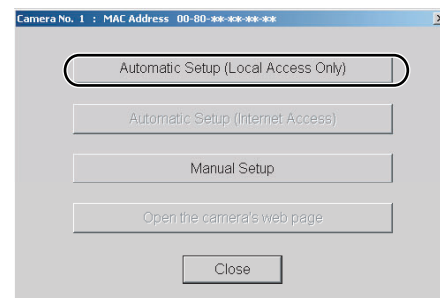 Camera No. 1 : MAC Address 00-80-**-**-**-**
Automatic Setup (Local Access Only)
Automatic Setup (Internet Access)
Manual Setup
Open the camera's web page
Close